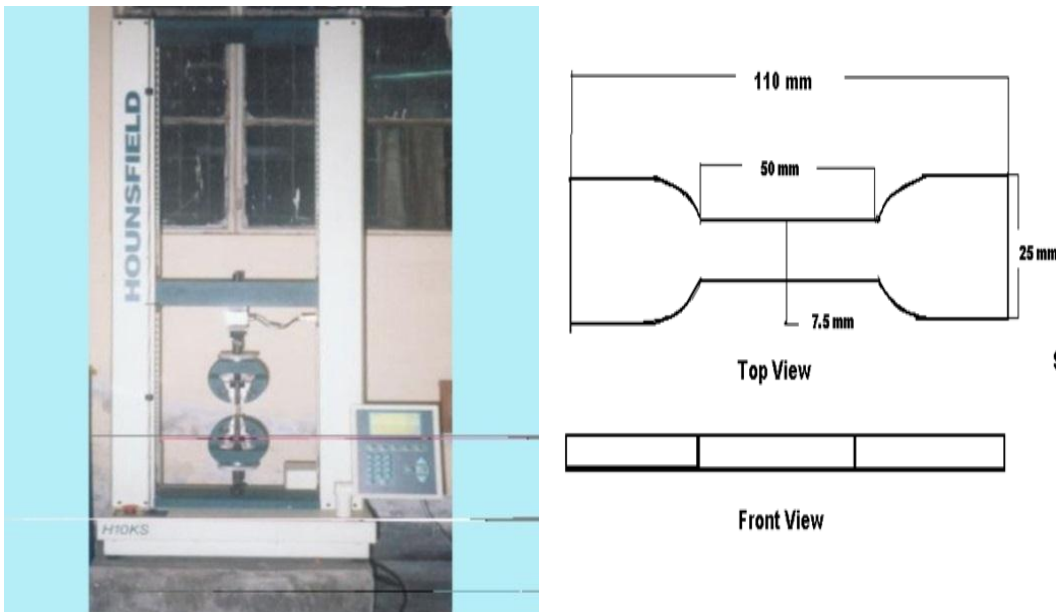 HOUNSFIELD
H10KS
110 mm
50 mm
25 mm
7.5 mm
Top View
Front View